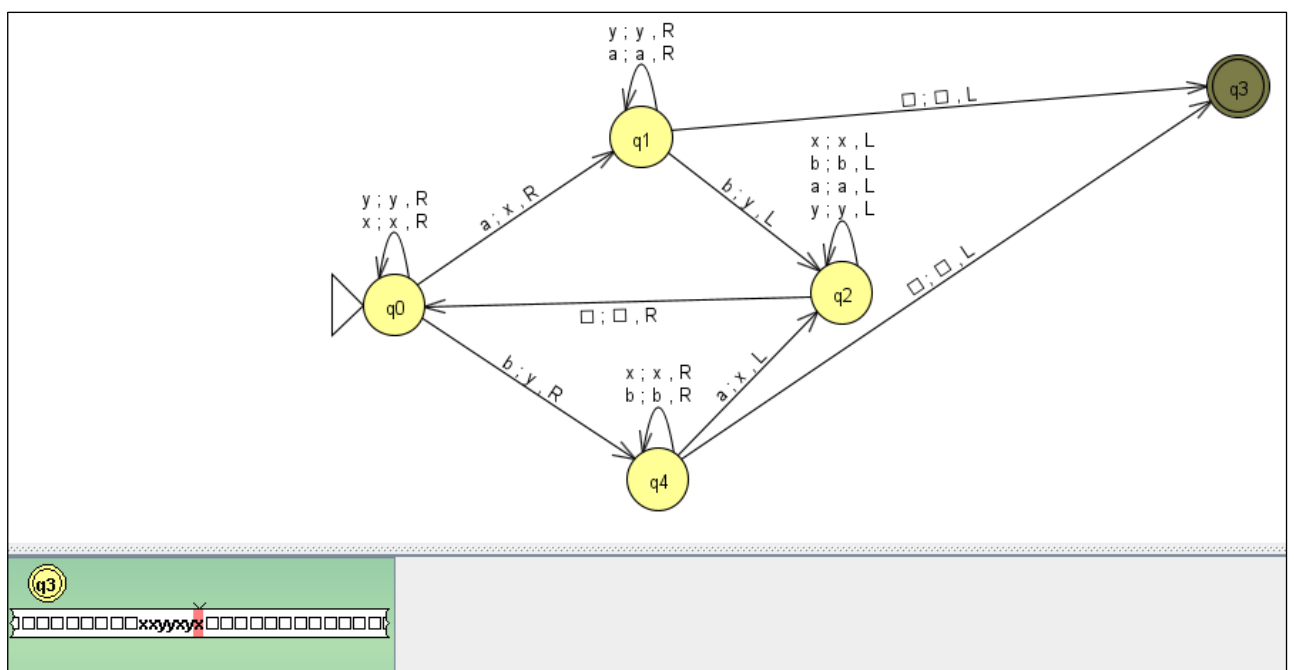 y ; y , R
a ; a , R
q3
□ ; □ , L
q1
x ; x , L
b ; b , L
a ; a , L
y ; y , L
b ; y , L
y ; y , R
x ; x , R
a ; x , R
□ ; □ , L
q2
q0
□ ; □ , R
b ; y , R
x ; x , R
b ; b , R
a ; x , L
q4
q3
□□□□□□□□xxyyxyx□□□□□□□□□□□□